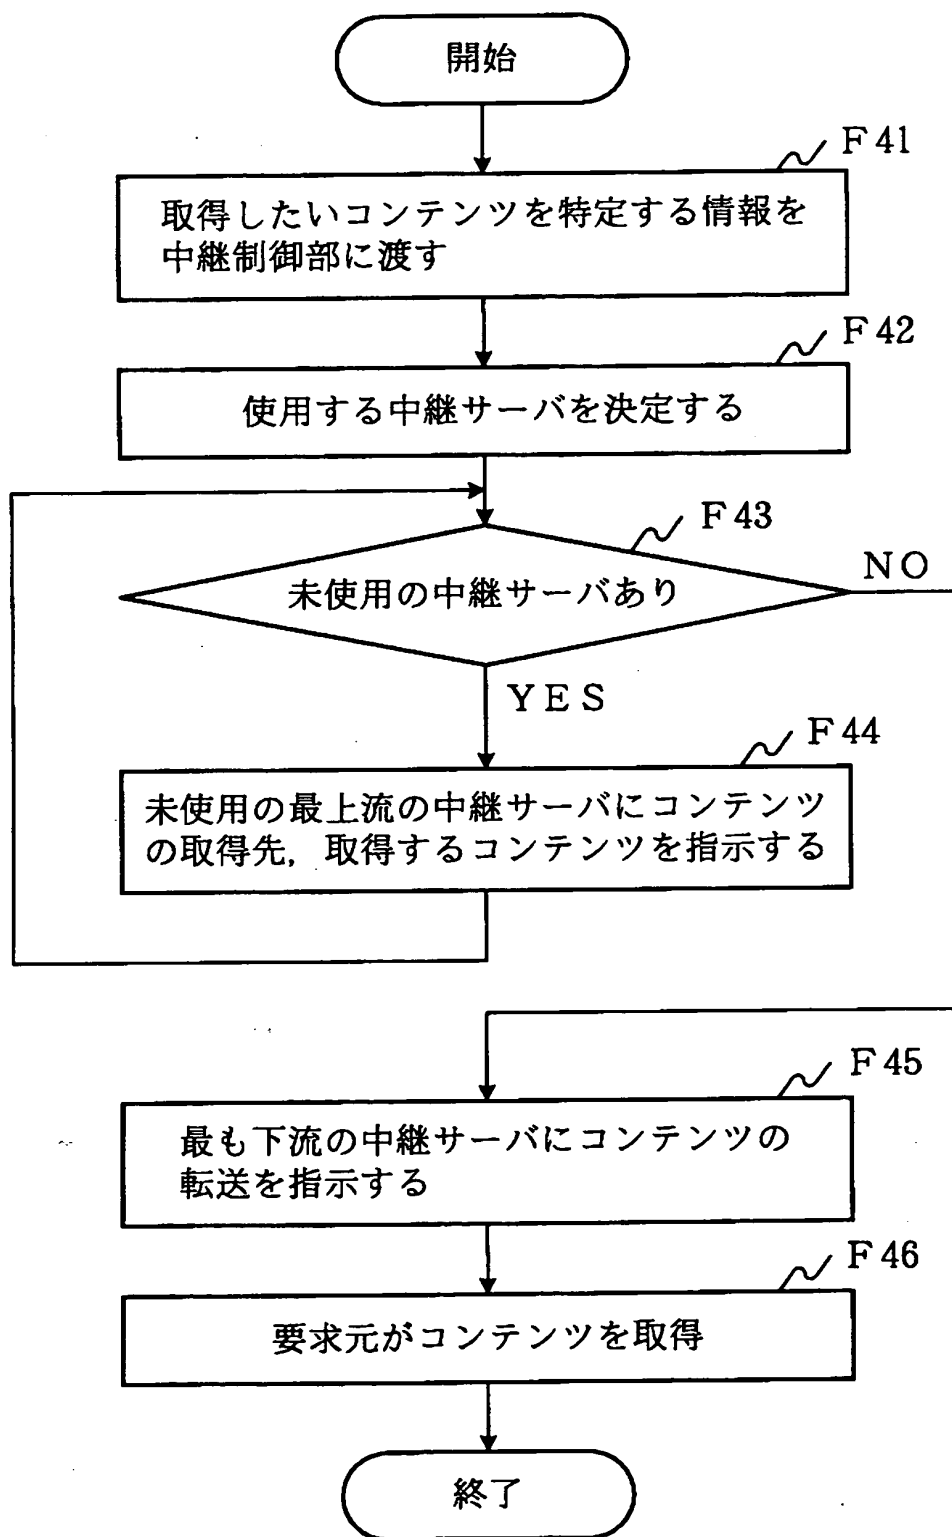 開始
F41
取得したいコンテンツを特定する情報を
中継制御部に渡す
F42
使用する中継サーバを決定する
F43
未使用の中継サーバあり
NO
YES
F44
未使用の最上流の中継サーバにコンテンツ
の取得先，取得するコンテンツを指示する
F45
最も下流の中継サーバにコンテンツの
転送を指示する
F46
要求元がコンテンツを取得
終了